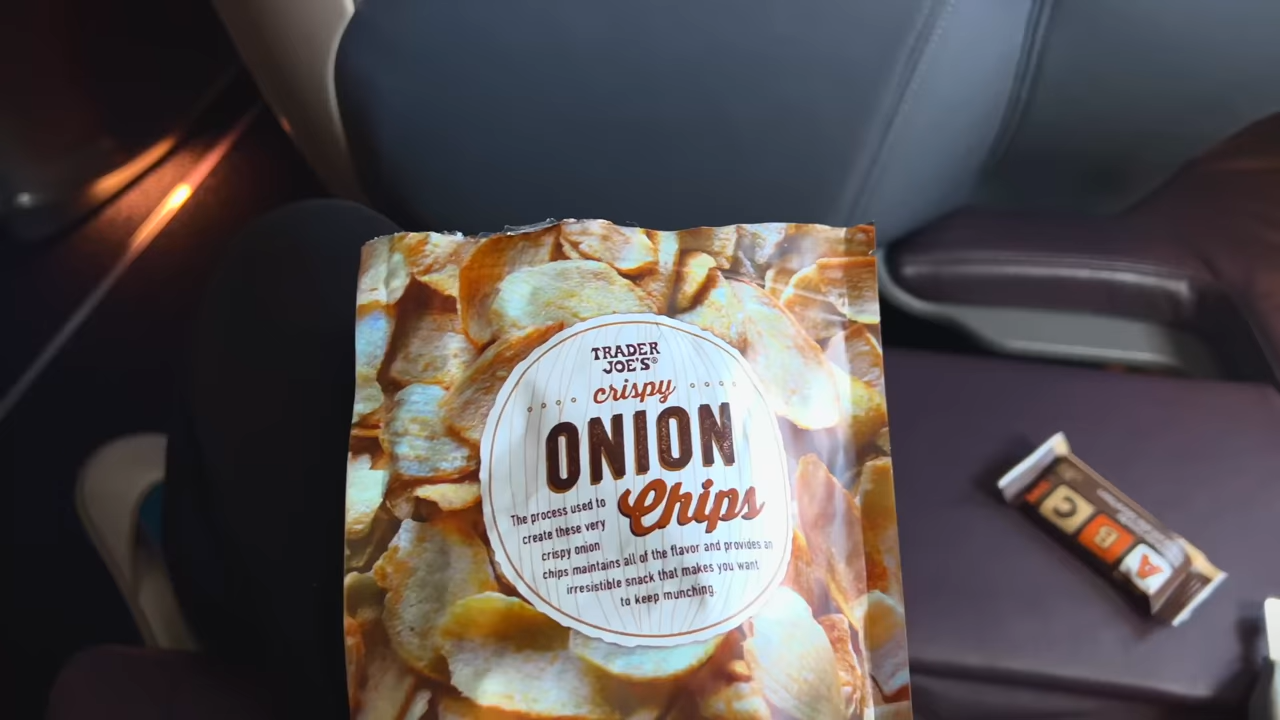 TRADER
JOE'S®
crispy
ONION
Chips
The process used to
create these very
crispy onion
chips maintains all of the flavor and provides an
irresistible snack that makes you want
to keep munching.
A
B
C